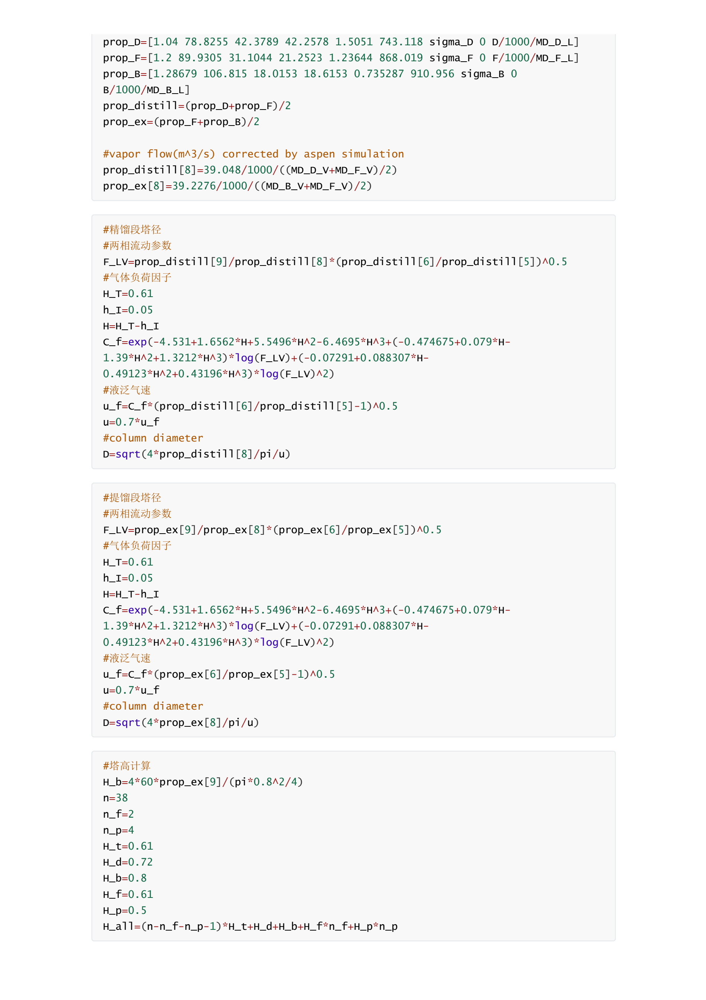 prop_D=[1.04 78.8255 42.3789 42.2578 1.5051 743.118 sigma_D 0 D/1000/MD_D_L]
prop_F=[1.2 89.9305 31.1044 21.2523 1.23644 868.019 sigma_F 0 F/1000/MD_F_L]
prop_B=[1.28679 106.815 18.0153 18.6153 0.735287 910.956 sigma_B 0
B/1000/MD_B_L]
prop_distill=(prop_D+prop_F)/2
prop_ex=(prop_F+prop_B)/2
#vapor flow(m^3/s) corrected by aspen simulation
prop_distill[8]=39.048/1000/((MD_D_V+MD_F_V)/2)
prop_ex[8]=39.2276/1000/((MD_B_V+MD_F_V)/2)
#精馏段塔径
#两相流动参数
F_LV=prop_distill[9]/prop_distill[8]*(prop_distill[6]/prop_distill[5])^0.5
#气体负荷因子
H_T=0.61
h_I=0.05
H=H_T-h_I
C_f=exp(-4.531+1.6562*H+5.5496*H^2-6.4695*H^3+(-0.474675+0.079*H-
1.39*H^2+1.3212*H^3)*log(F_LV)+(-0.07291+0.088307*H-
0.49123*H^2+0.43196*H^3)*log(F_LV)^2)
#液泛气速
u_f=C_f*(prop_distill[6]/prop_distill[5]-1)^0.5
u=0.7*u_f
#column diameter
D=sqrt(4*prop_distill[8]/pi/u)
#提馏段塔径
#两相流动参数
F_LV=prop_ex[9]/prop_ex[8]*(prop_ex[6]/prop_ex[5])^0.5
#气体负荷因子
H_T=0.61
h_I=0.05
H=H_T-h_I
C_f=exp(-4.531+1.6562*H+5.5496*H^2-6.4695*H^3+(-0.474675+0.079*H-
1.39*H^2+1.3212*H^3)*log(F_LV)+(-0.07291+0.088307*H-
0.49123*H^2+0.43196*H^3)*log(F_LV)^2)
#液泛气速
u_f=C_f*(prop_ex[6]/prop_ex[5]-1)^0.5
u=0.7*u_f
#column diameter
D=sqrt(4*prop_ex[8]/pi/u)
#塔高计算
H_b=4*60*prop_ex[9]/(pi*0.8^2/4)
n=38
n_f=2
n_p=4
H_t=0.61
H_d=0.72
H_b=0.8
H_f=0.61
H_p=0.5
H_all=(n-n_f-n_p-1)*H_t+H_d+H_b+H_f*n_f+H_p*n_p